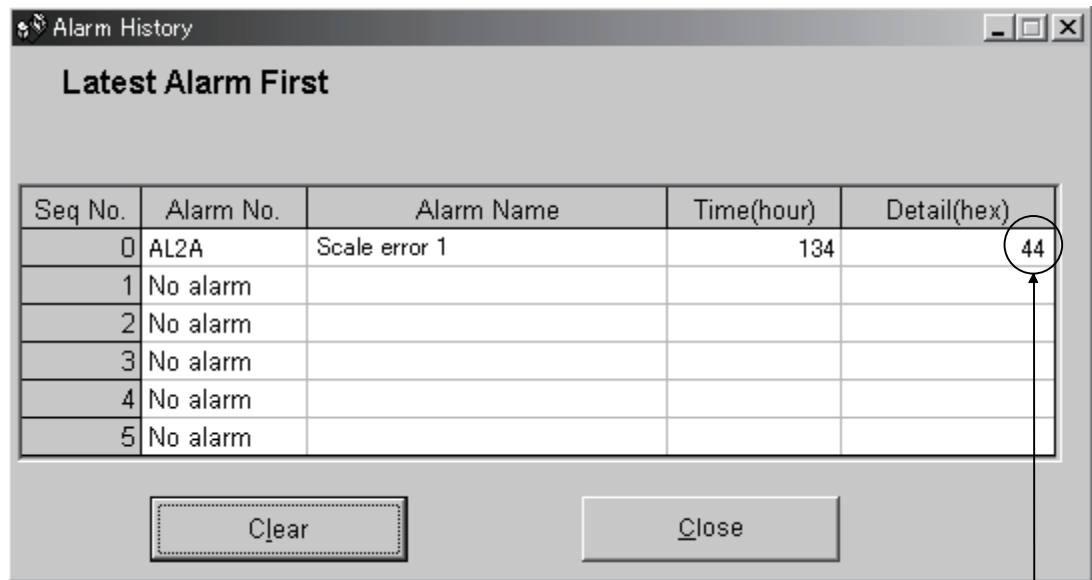 Alarm History
Latest Alarm First
Seq No. Alarm No. Alarm Name Time(hour) Detail(hex)
0 AL2A Scale error 1 134 44
1 No alarm
2 No alarm
3 No alarm
4 No alarm
5 No alarm
Clear Close